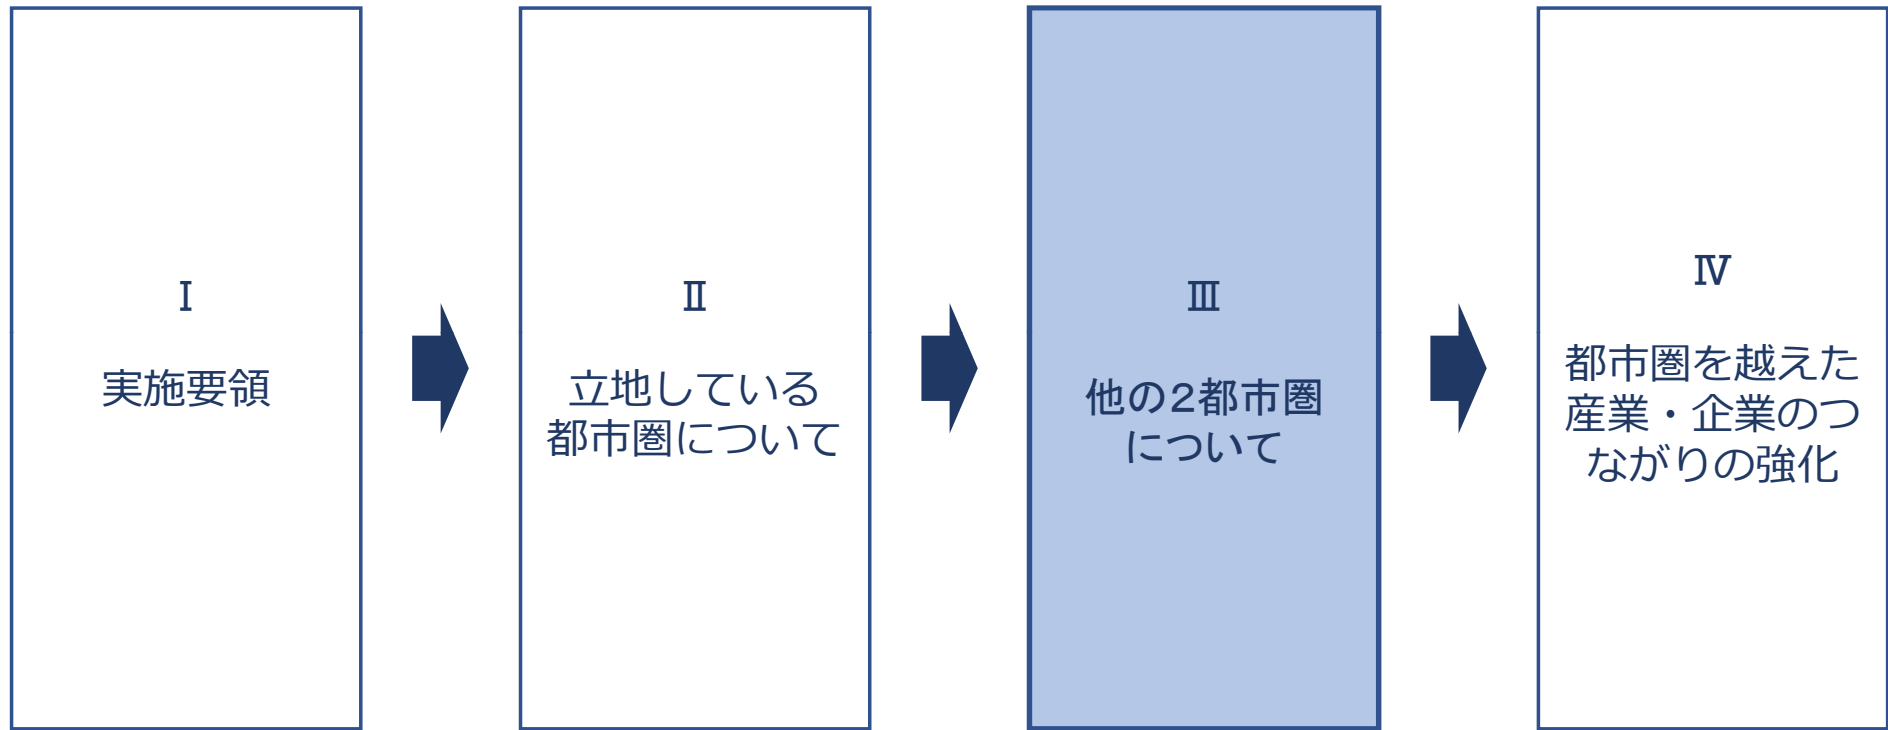 Ⅰ
実施要領
Ⅱ
立地している
都市圏について
Ⅲ
他の2都市圏
について
Ⅳ
都市圏を越えた
産業・企業のつ
ながりの強化